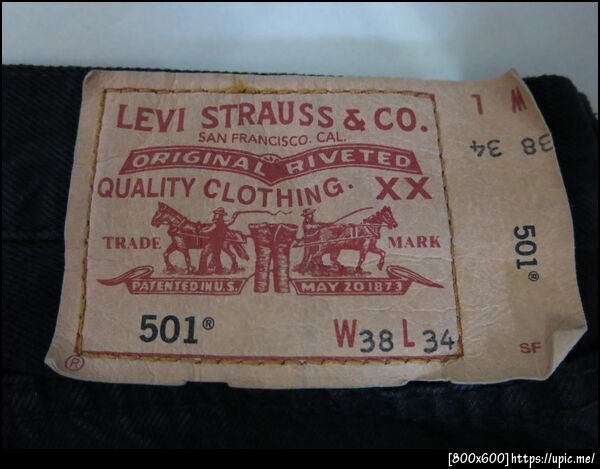 LEVI STRAUSS & CO.
SAN FRANCISCO. CAL.
ORIGINAL RIVETED
QUALITY CLOTHING. XX
TRADE MARK
PATENTED IN U.S. MAY 20 1873
501® W38 L34
®
W L
38 34
501®
SF
[800x600]https://upic.me/